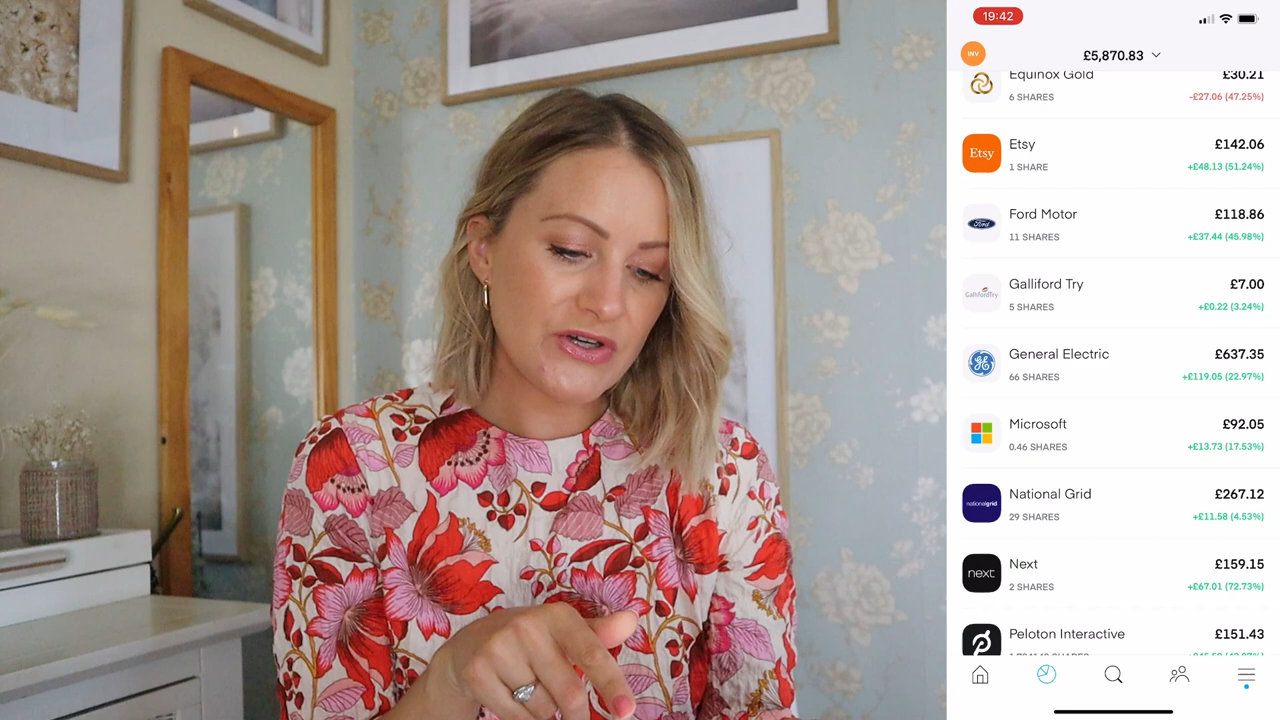 19:42
INV
£5,870.83
Equinox Gold £30.21
6 SHARES -£27.06 (47.25%)
Etsy
Etsy £142.06
1 SHARE +£48.13 (51.24%)
Ford
Ford Motor £118.86
11 SHARES +£37.44 (45.98%)
GallifordTry
Galliford Try £7.00
5 SHARES +£0.22 (3.24%)
General Electric £637.35
66 SHARES +£119.05 (22.97%)
Microsoft £92.05
0.46 SHARES +£13.73 (17.53%)
nationalgrid
National Grid £267.12
29 SHARES +£11.58 (4.53%)
next
Next £159.15
2 SHARES +£67.01 (72.73%)
Peloton Interactive £151.43